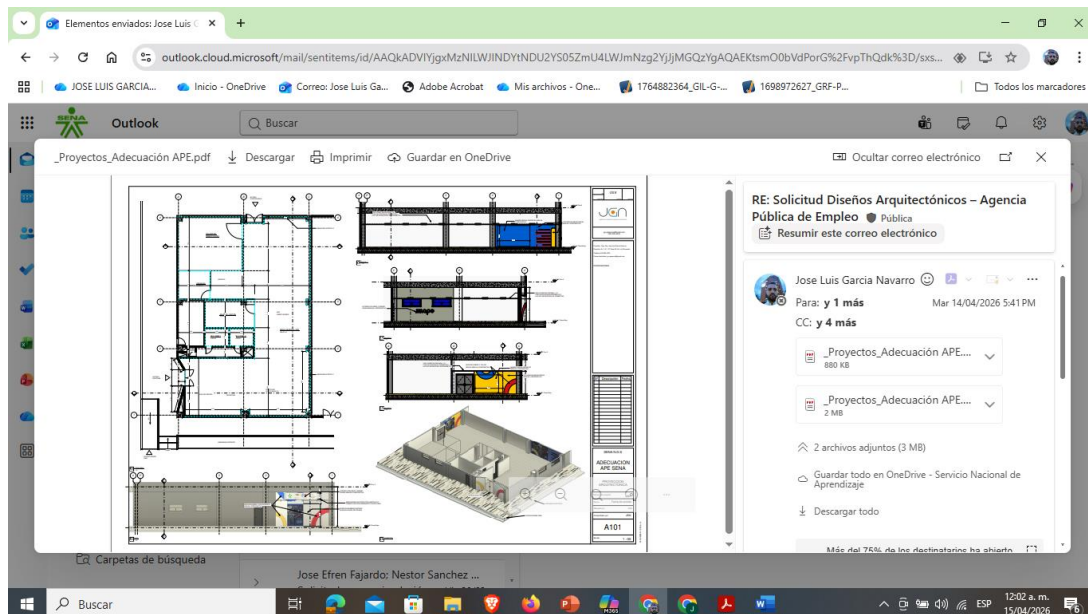 Elementos enviados: Jose Luis G
outlook.cloud.microsoft/mail/sentitems/id/AAQkADVlYjgxMzNlLWJlNDYtNDU2YS05ZmU4LWJmNzg2YjJjMGQzYgAQAEKtsmO0bVdPorG%2FvpThQdk%3D/sxs...
JOSE LUIS GARCIA...
Inicio - OneDrive
Correo: Jose Luis Ga...
Adobe Acrobat
Mis archivos - One...
1764882364_GIL-G-...
1698972627_GRF-P...
Todos los marcadores
SENA
Outlook
Buscar
_Proyectos_Adecuación APE.pdf
Descargar
Imprimir
Guardar en OneDrive
Ocultar correo electrónico
ADECUACION
APE SENA
A101
RE: Solicitud Diseños Arquitectónicos – Agencia
Pública de Empleo
Pública
Resumir este correo electrónico
Jose Luis Garcia Navarro
Para: y 1 más
Mar 14/04/2026 5:41 PM
CC: y 4 más
_Proyectos_Adecuación APE....
880 KB
_Proyectos_Adecuación APE....
2 MB
2 archivos adjuntos (3 MB)
Guardar todo en OneDrive - Servicio Nacional de
Aprendizaje
Descargar todo
Más del 75% de los destinatarios ha abierto
Carpetas de búsqueda
Jose Efren Fajardo; Nestor Sanchez ...
Buscar
M365
ESP
12:02 a. m.
15/04/2026